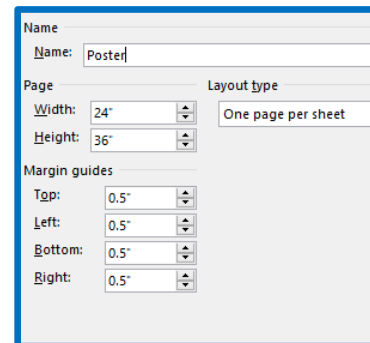 Name
Name: Poster
Page
Width: 24"
Height: 36"
Layout type
One page per sheet
Margin guides
Top: 0.5"
Left: 0.5"
Bottom: 0.5"
Right: 0.5"